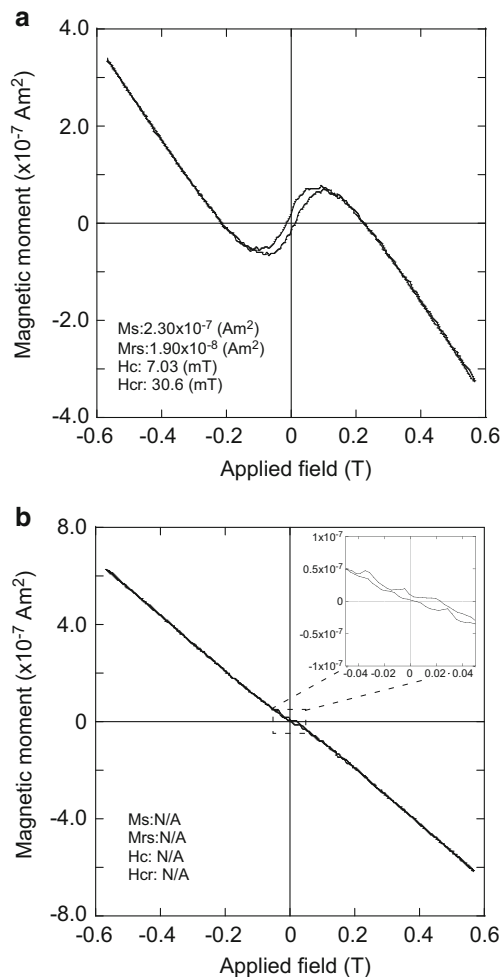 a
4.0
2.0
0
-2.0
-4.0
Magnetic moment (x10-7 Am2)
Ms:2.30x10-7 (Am2)
Mrs:1.90x10-8 (Am2)
Hc: 7.03 (mT)
Hcr: 30.6 (mT)
-0.6 -0.4 -0.2 0 0.2 0.4 0.6
Applied field (T)
b
8.0
4.0
0
-4.0
-8.0
Magnetic moment (x10-7 Am2)
1x10-7
0.5x10-7
0
-0.5x10-7
-1x10-7
-0.04 -0.02 0 0.02 0.04
Ms:N/A
Mrs:N/A
Hc: N/A
Hcr: N/A
-0.6 -0.4 -0.2 0 0.2 0.4 0.6
Applied field (T)